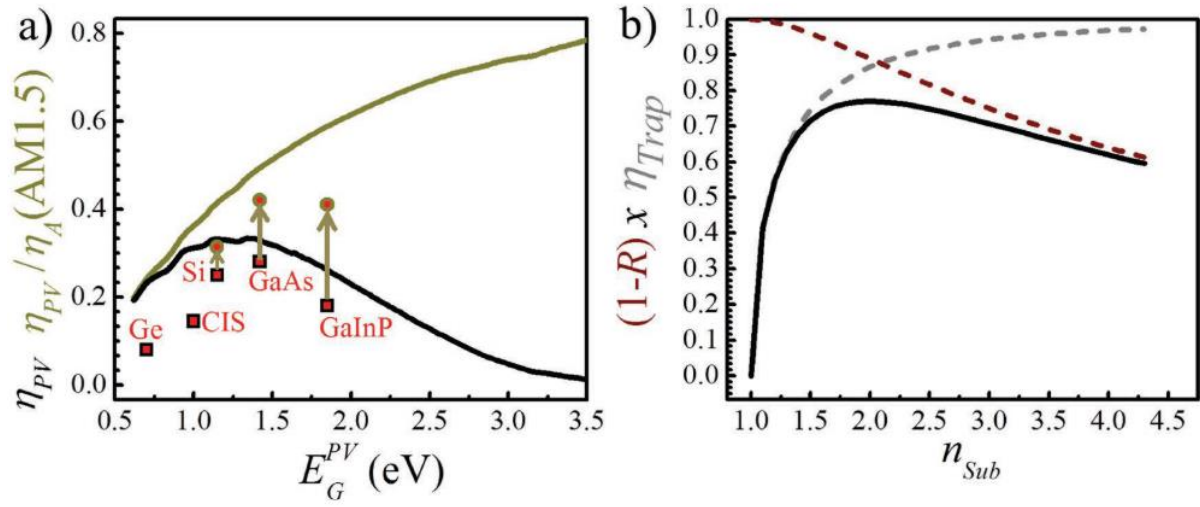 a)
η_PV η_PV / η_A (AM1.5)
0.8
0.6
0.4
0.2
0.0
Si
GaAs
Ge
CIS
GaInP
0.5 1.0 1.5 2.0 2.5 3.0 3.5
E_G^PV (eV)
b)
(1-R) x η_Trap
1.0
0.9
0.8
0.7
0.6
0.5
0.4
0.3
0.2
0.1
0.0
1.0 1.5 2.0 2.5 3.0 3.5 4.0 4.5
n_Sub